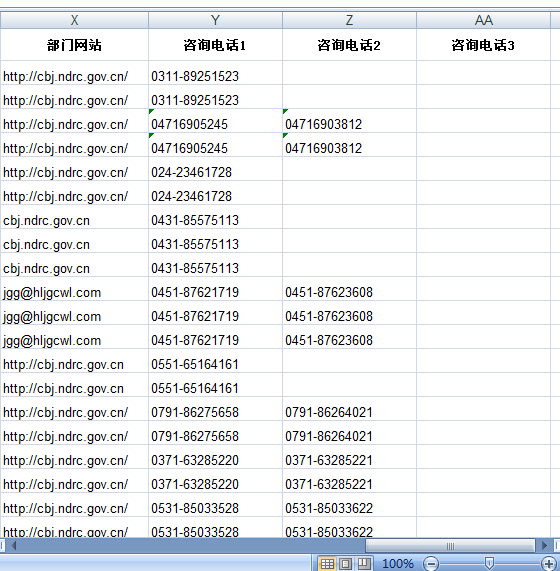 X Y Z AA
部门网站 咨询电话1 咨询电话2 咨询电话3
http://cbj.ndrc.gov.cn/ 0311-89251523
http://cbj.ndrc.gov.cn/ 0311-89251523
http://cbj.ndrc.gov.cn/ 04716905245 04716903812
http://cbj.ndrc.gov.cn/ 04716905245 04716903812
http://cbj.ndrc.gov.cn/ 024-23461728
http://cbj.ndrc.gov.cn/ 024-23461728
cbj.ndrc.gov.cn 0431-85575113
cbj.ndrc.gov.cn 0431-85575113
cbj.ndrc.gov.cn 0431-85575113
jgg@hljgcwl.com 0451-87621719 0451-87623608
jgg@hljgcwl.com 0451-87621719 0451-87623608
jgg@hljgcwl.com 0451-87621719 0451-87623608
http://cbj.ndrc.gov.cn 0551-65164161
http://cbj.ndrc.gov.cn 0551-65164161
http://cbj.ndrc.gov.cn/ 0791-86275658 0791-86264021
http://cbj.ndrc.gov.cn/ 0791-86275658 0791-86264021
http://cbj.ndrc.gov.cn/ 0371-63285220 0371-63285221
http://cbj.ndrc.gov.cn/ 0371-63285220 0371-63285221
http://cbj.ndrc.gov.cn/ 0531-85033528 0531-85033622
http://cbj.ndrc.gov.cn/ 0531-85033528 0531-85033622
100%